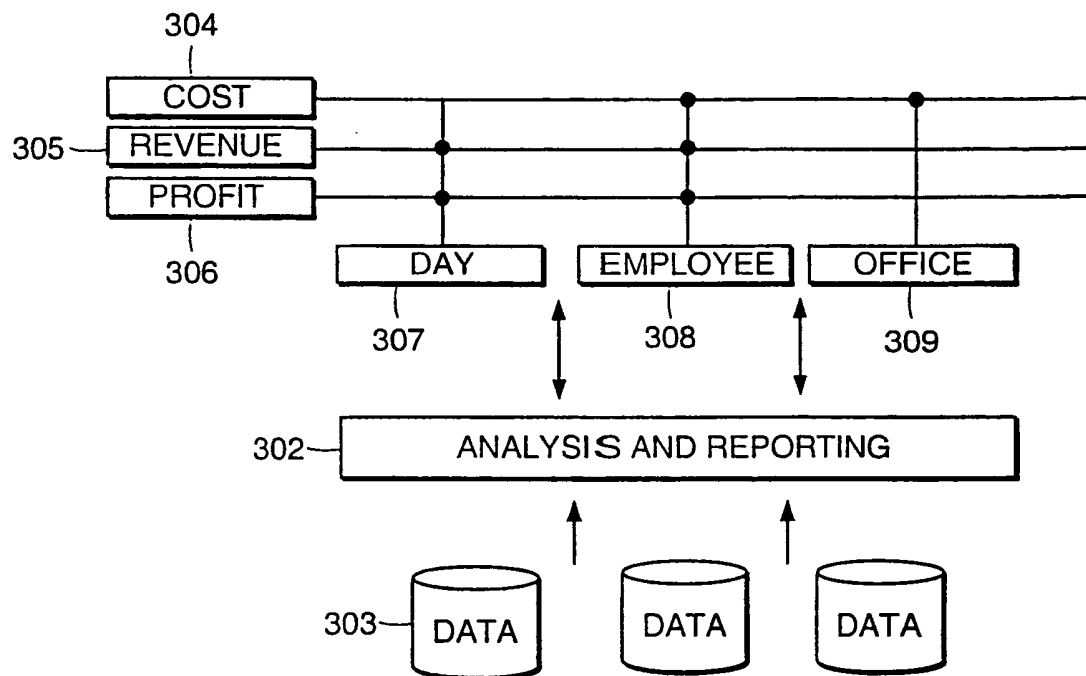 304
COST
305 REVENUE
PROFIT
306
DAY EMPLOYEE OFFICE
307 308 309
302 ANALYSIS AND REPORTING
303 DATA DATA DATA